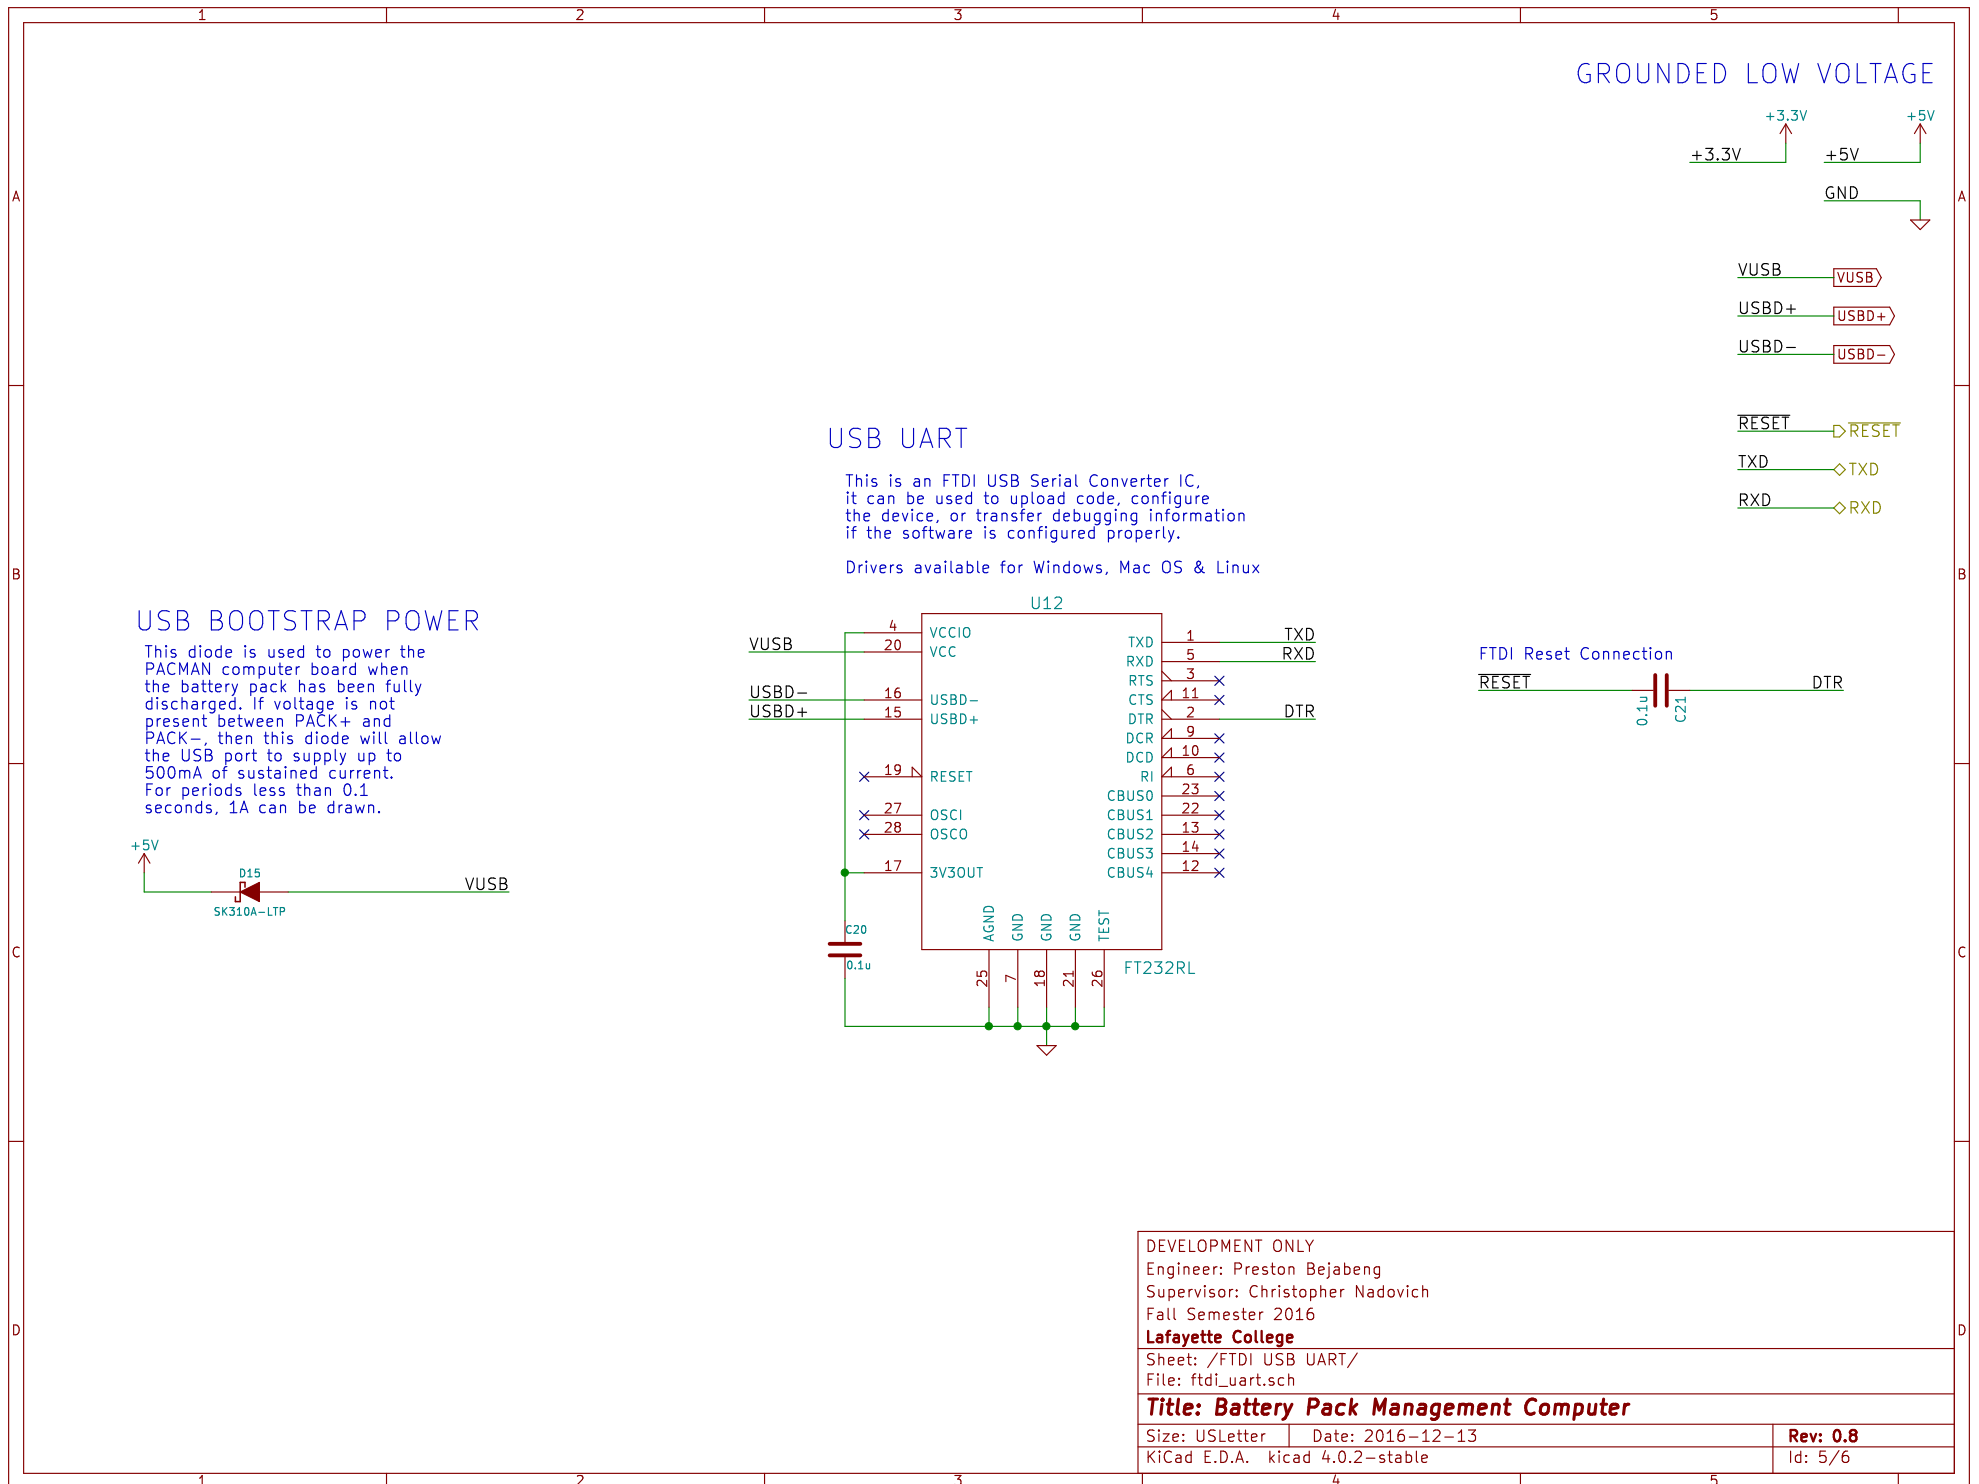 1 2 3 4 5
GROUNDED LOW VOLTAGE
+3.3V +5V
+3.3V +5V
A A
GND
VUSB VUSB
USBD+ USBD+
USBD- USBD-
RESET RESET
TXD TXD
RXD RXD
USB UART
This is an FTDI USB Serial Converter IC,
it can be used to upload code, configure
the device, or transfer debugging information
if the software is configured properly.
Drivers available for Windows, Mac OS & Linux
B B
USB BOOTSTRAP POWER
This diode is used to power the
PACMAN computer board when
the battery pack has been fully
discharged. If voltage is not
present between PACK+ and
PACK-, then this diode will allow
the USB port to supply up to
500mA of sustained current.
For periods less than 0.1
seconds, 1A can be drawn.
+5V
D15
VUSB
SK310A-LTP
U12
VUSB
USBD-
USBD+
4 VCCIO
20 VCC
16 USBD-
15 USBD+
19 RESET
27 OSCI
28 OSCO
17 3V3OUT
TXD 1 TXD
RXD 5 RXD
RTS 3
CTS 11
DTR 2 DTR
DCR 9
DCD 10
RI 6
CBUS0 23
CBUS1 22
CBUS2 13
CBUS3 14
CBUS4 12
AGND GND GND GND TEST
25 7 18 21 26
FT232RL
C20
0.1u
FTDI Reset Connection
RESET DTR
0.1u C21
C C
D D
DEVELOPMENT ONLY
Engineer: Preston Bejabeng
Supervisor: Christopher Nadovich
Fall Semester 2016
Lafayette College
Sheet: /FTDI USB UART/
File: ftdi_uart.sch
Title: Battery Pack Management Computer
Size: USLetter Date: 2016-12-13 Rev: 0.8
KiCad E.D.A. kicad 4.0.2-stable Id: 5/6
1 2 3 4 5